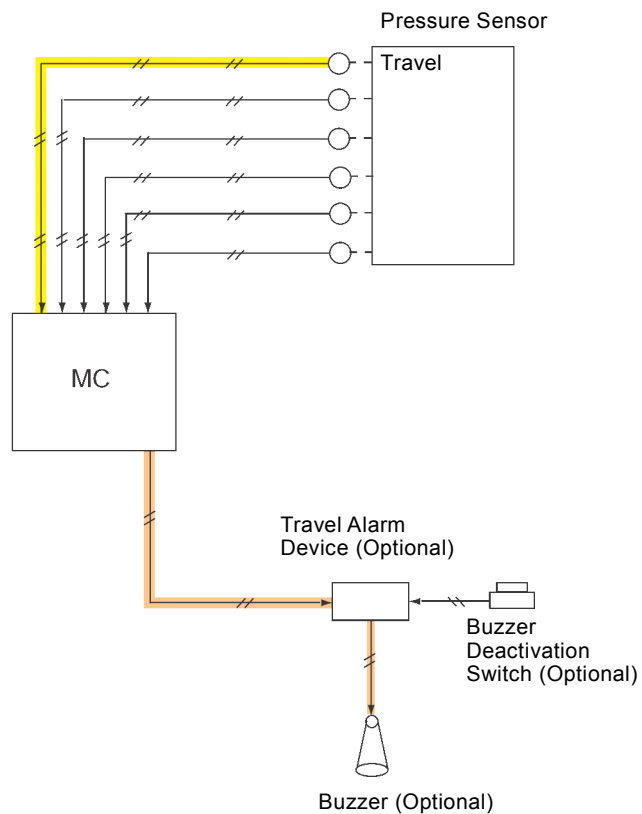 Pressure Sensor
Travel
MC
Travel Alarm
Device (Optional)
Buzzer
Deactivation
Switch (Optional)
Buzzer (Optional)